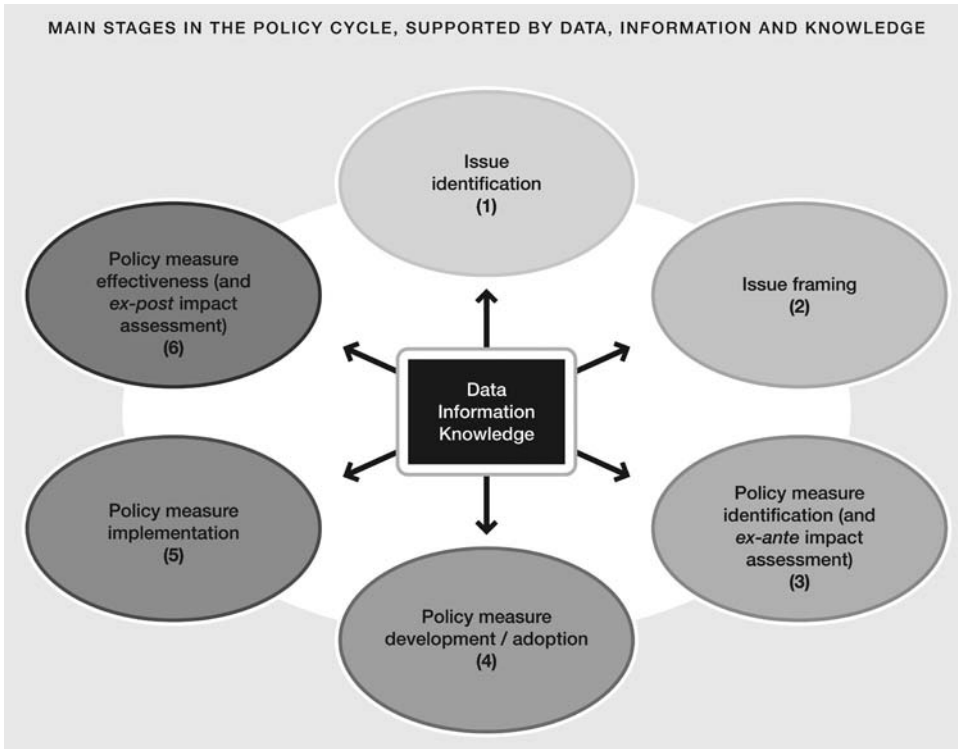 MAIN STAGES IN THE POLICY CYCLE, SUPPORTED BY DATA, INFORMATION AND KNOWLEDGE
Issue
identification
(1)
Issue framing
(2)
Policy measure
identification (and
ex-ante impact
assessment)
(3)
Policy measure
development / adoption
(4)
Policy measure
implementation
(5)
Policy measure
effectiveness (and
ex-post impact
assessment)
(6)
Data
Information
Knowledge